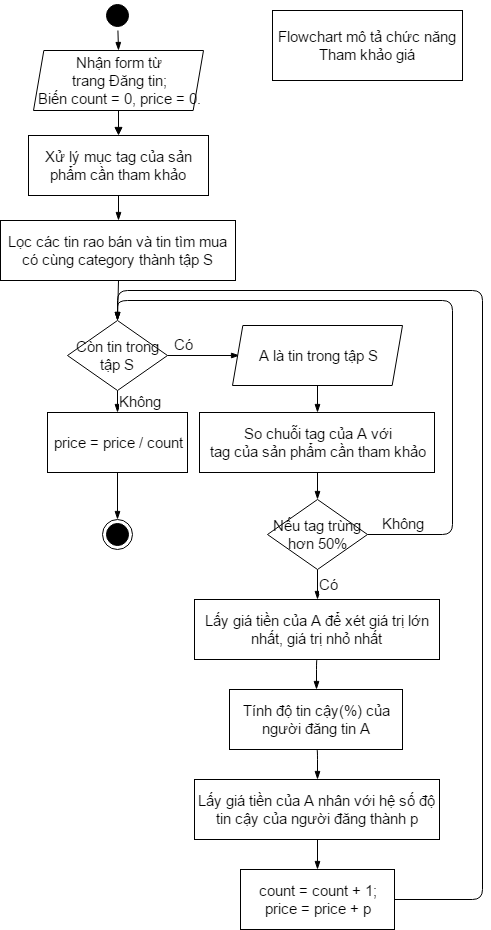 Flowchart mô tả chức năng
Tham khảo giá
Nhận form từ
trang Đăng tin;
Biến count = 0, price = 0.
Xử lý mục tag của sản
phẩm cần tham khảo
Lọc các tin rao bán và tin tìm mua
có cùng category thành tập S
Còn tin trong
tập S
Có
A là tin trong tập S
Không
price = price / count
So chuỗi tag của A với
tag của sản phẩm cần tham khảo
Nếu tag trùng
hơn 50%
Không
Có
Lấy giá tiền của A để xét giá trị lớn
nhất, giá trị nhỏ nhất
Tính độ tin cậy(%) của
người đăng tin A
Lấy giá tiền của A nhân với hệ số độ
tin cậy của người đăng thành p
count = count + 1;
price = price + p